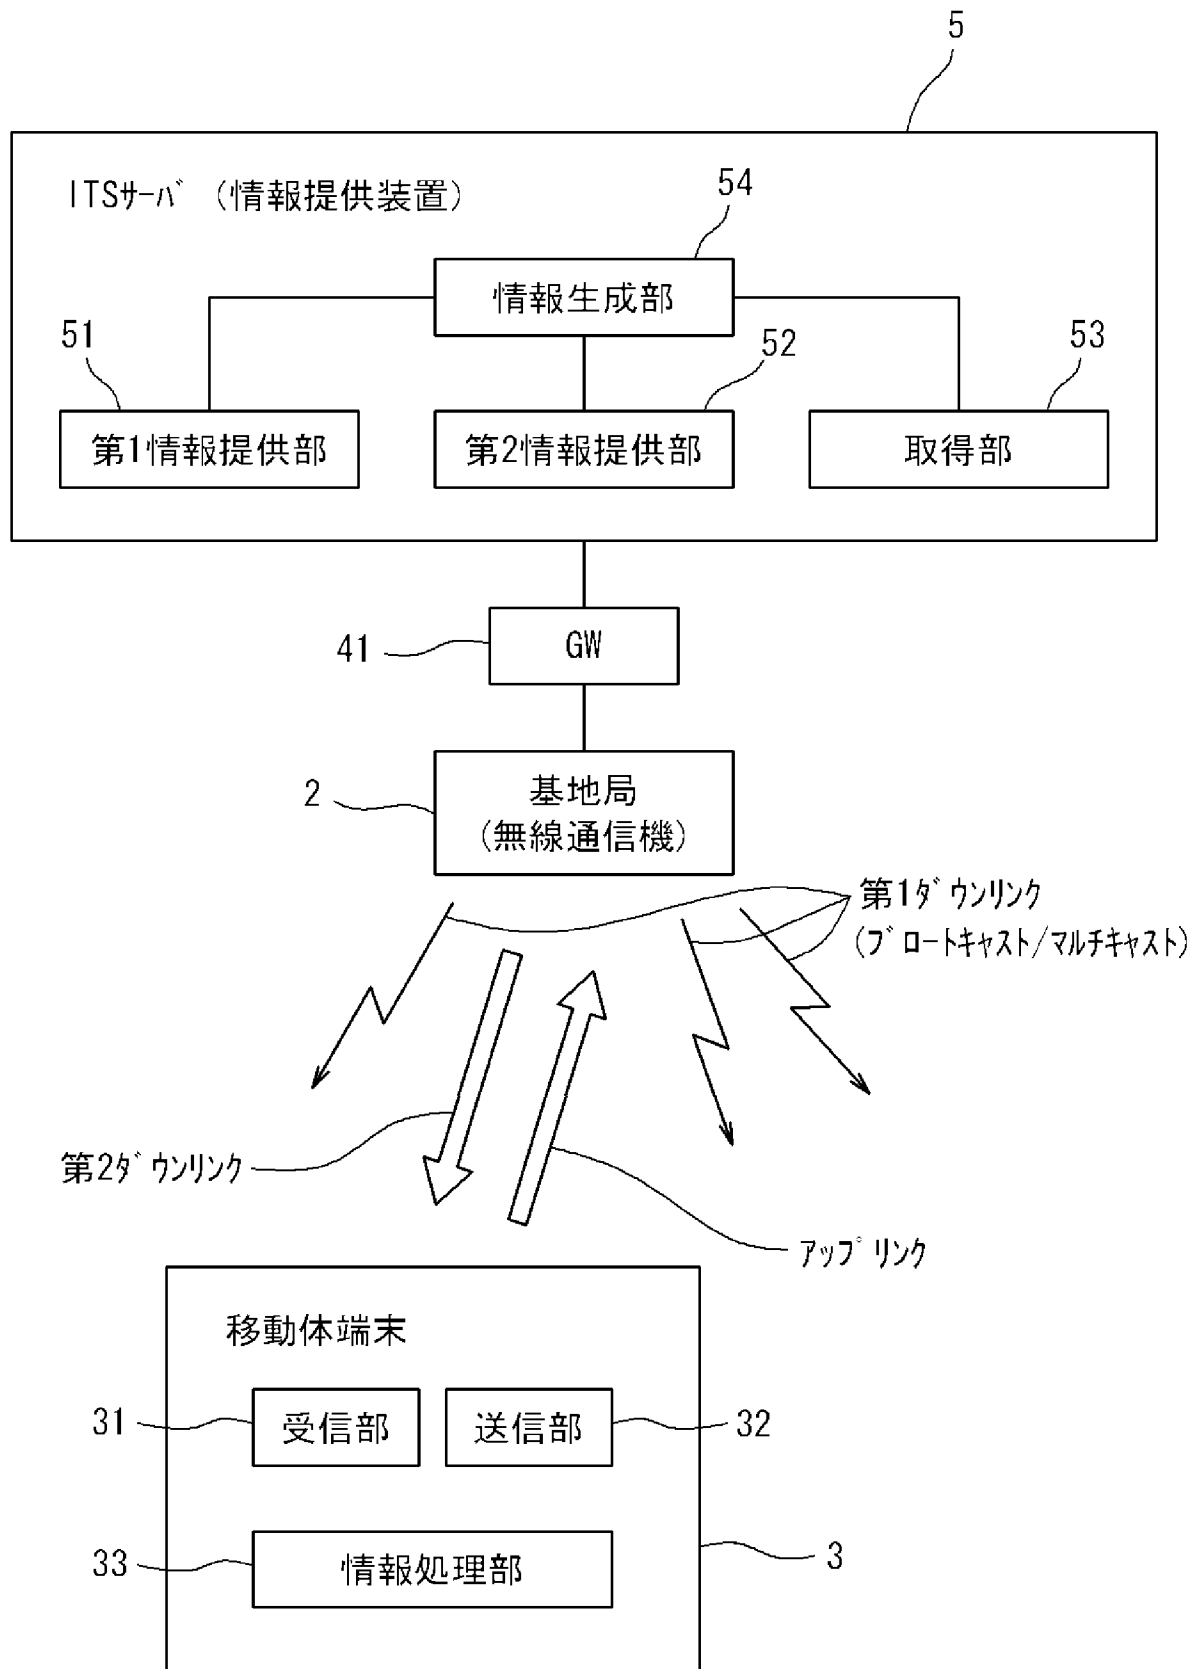 5
ITSｻｰﾊﾞ (情報提供装置)
54
情報生成部
51
52
53
第1情報提供部
第2情報提供部
取得部
41
GW
2
基地局
(無線通信機)
第1ﾀﾞｳﾝﾘﾝｸ
(ﾌﾞﾛｰﾄｷｬｽﾄ/ﾏﾙﾁｷｬｽﾄ)
第2ﾀﾞｳﾝﾘﾝｸ
ｱｯﾌﾟﾘﾝｸ
移動体端末
31
受信部
送信部
32
33
情報処理部
3